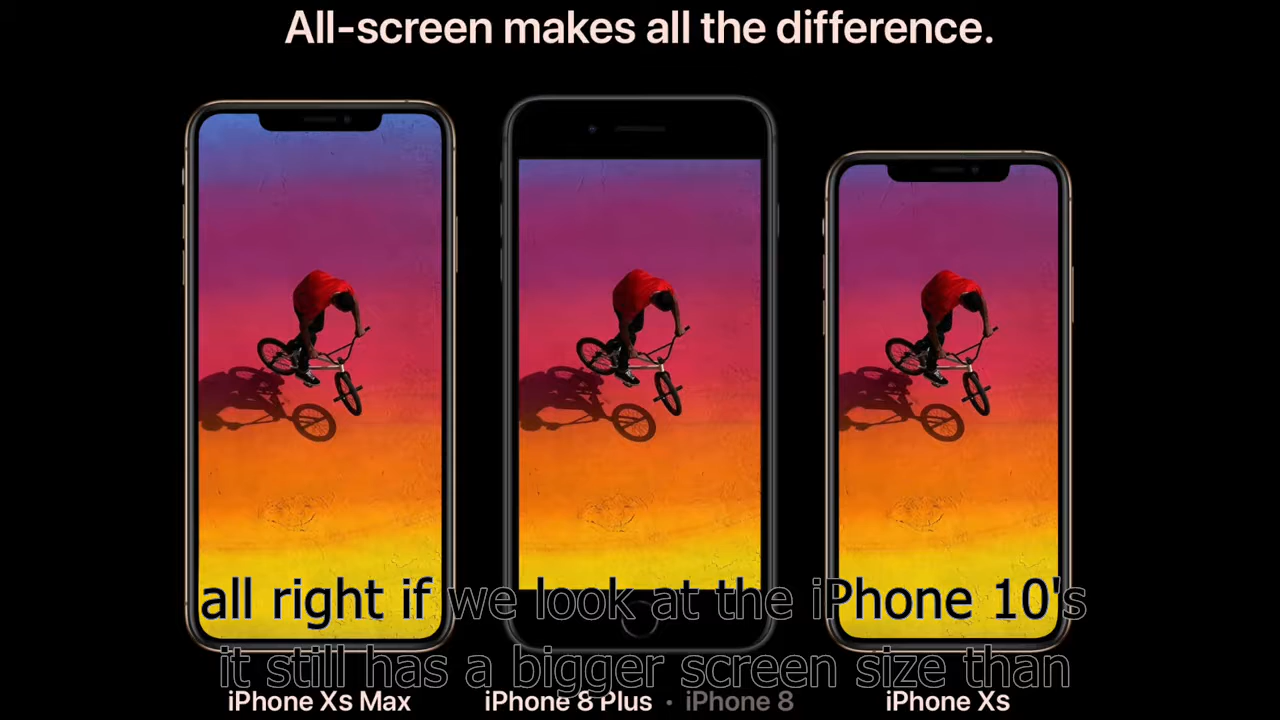 All-screen makes all the difference.
all right if we look at the iPhone 10's
it still has a bigger screen size than
iPhone Xs Max
iPhone 8 Plus · iPhone 8
iPhone Xs